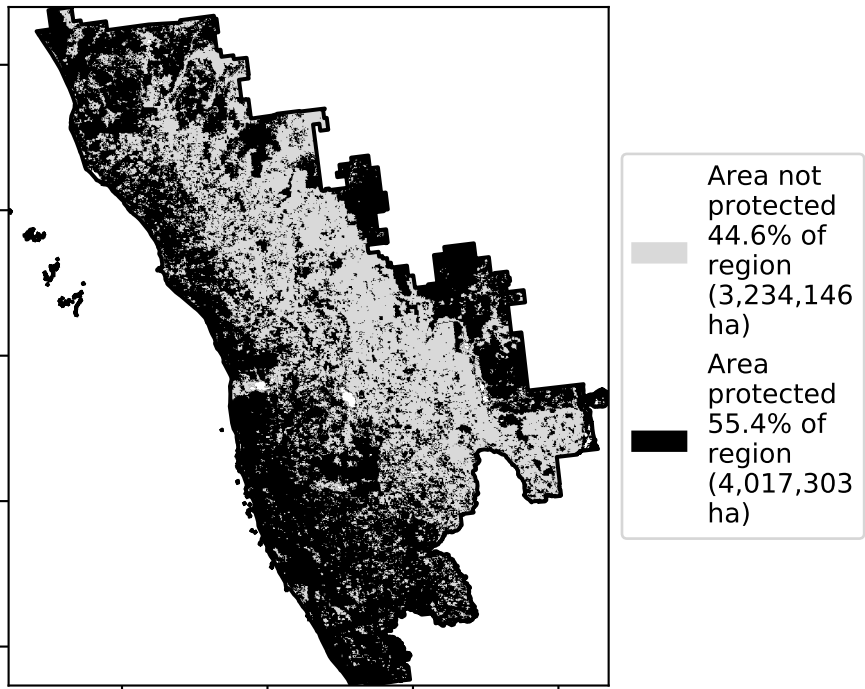 Area not
protected
44.6% of
region
(3,234,146
ha)
Area
protected
55.4% of
region
(4,017,303
ha)